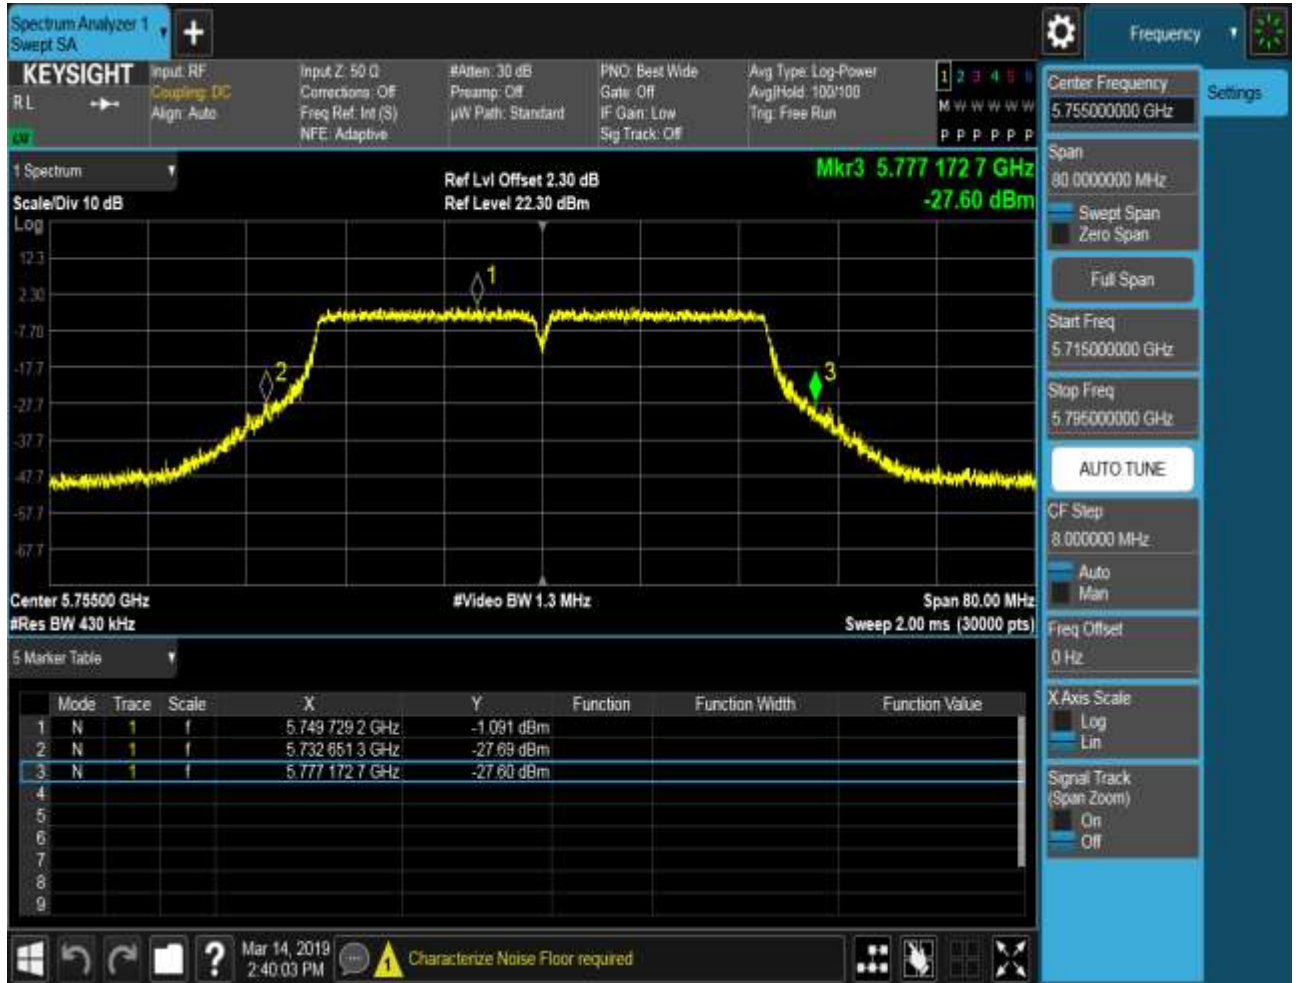 Spectrum Analyzer 1
Swept SA
+
Frequency
KEYSIGHT
RL
Input: RF
Coupling: DC
Align: Auto
Input Z: 50 Ω
Corrections: Off
Freq Ref: Int (S)
NFE: Adaptive
#Atten: 30 dB
Preamp: Off
µW Path: Standard
PNO: Best Wide
Gate: Off
IF Gain: Low
Sig Track: Off
Avg Type: Log-Power
Avg|Hold: 100/100
Trig: Free Run
1 2 3 4 5 6
M W W W W W
P P P P P P
1 Spectrum
Scale/Div 10 dB
Ref Lvl Offset 2.30 dB
Ref Level 22.30 dBm
Mkr3 5.777 172 7 GHz
-27.60 dBm
Log
12.3
2.30
-7.70
-17.7
-27.7
-37.7
-47.7
-57.7
-67.7
1
2
3
Center 5.75500 GHz
#Res BW 430 kHz
#Video BW 1.3 MHz
Span 80.00 MHz
Sweep 2.00 ms (30000 pts)
5 Marker Table
Mode Trace Scale X Y Function Function Width Function Value
1 N 1 f 5.749 729 2 GHz -1.091 dBm
2 N 1 f 5.732 651 3 GHz -27.69 dBm
3 N 1 f 5.777 172 7 GHz -27.60 dBm
4
5
6
7
8
9
Mar 14, 2019
2:40:03 PM
?
1
Characterize Noise Floor required
Settings
Center Frequency
5.755000000 GHz
Span
80.0000000 MHz
Swept Span
Zero Span
Full Span
Start Freq
5.715000000 GHz
Stop Freq
5.795000000 GHz
AUTO TUNE
CF Step
8.000000 MHz
Auto
Man
Freq Offset
0 Hz
X Axis Scale
Log
Lin
Signal Track
(Span Zoom)
On
Off